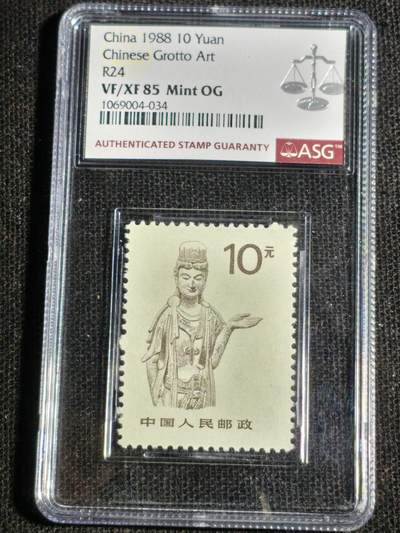 China 1988 10 Yuan
Chinese Grotto Art
R24
VF/XF 85 Mint OG
1069004-034
AUTHENTICATED STAMP GUARANTY
ASG™
10元
中国人民邮政